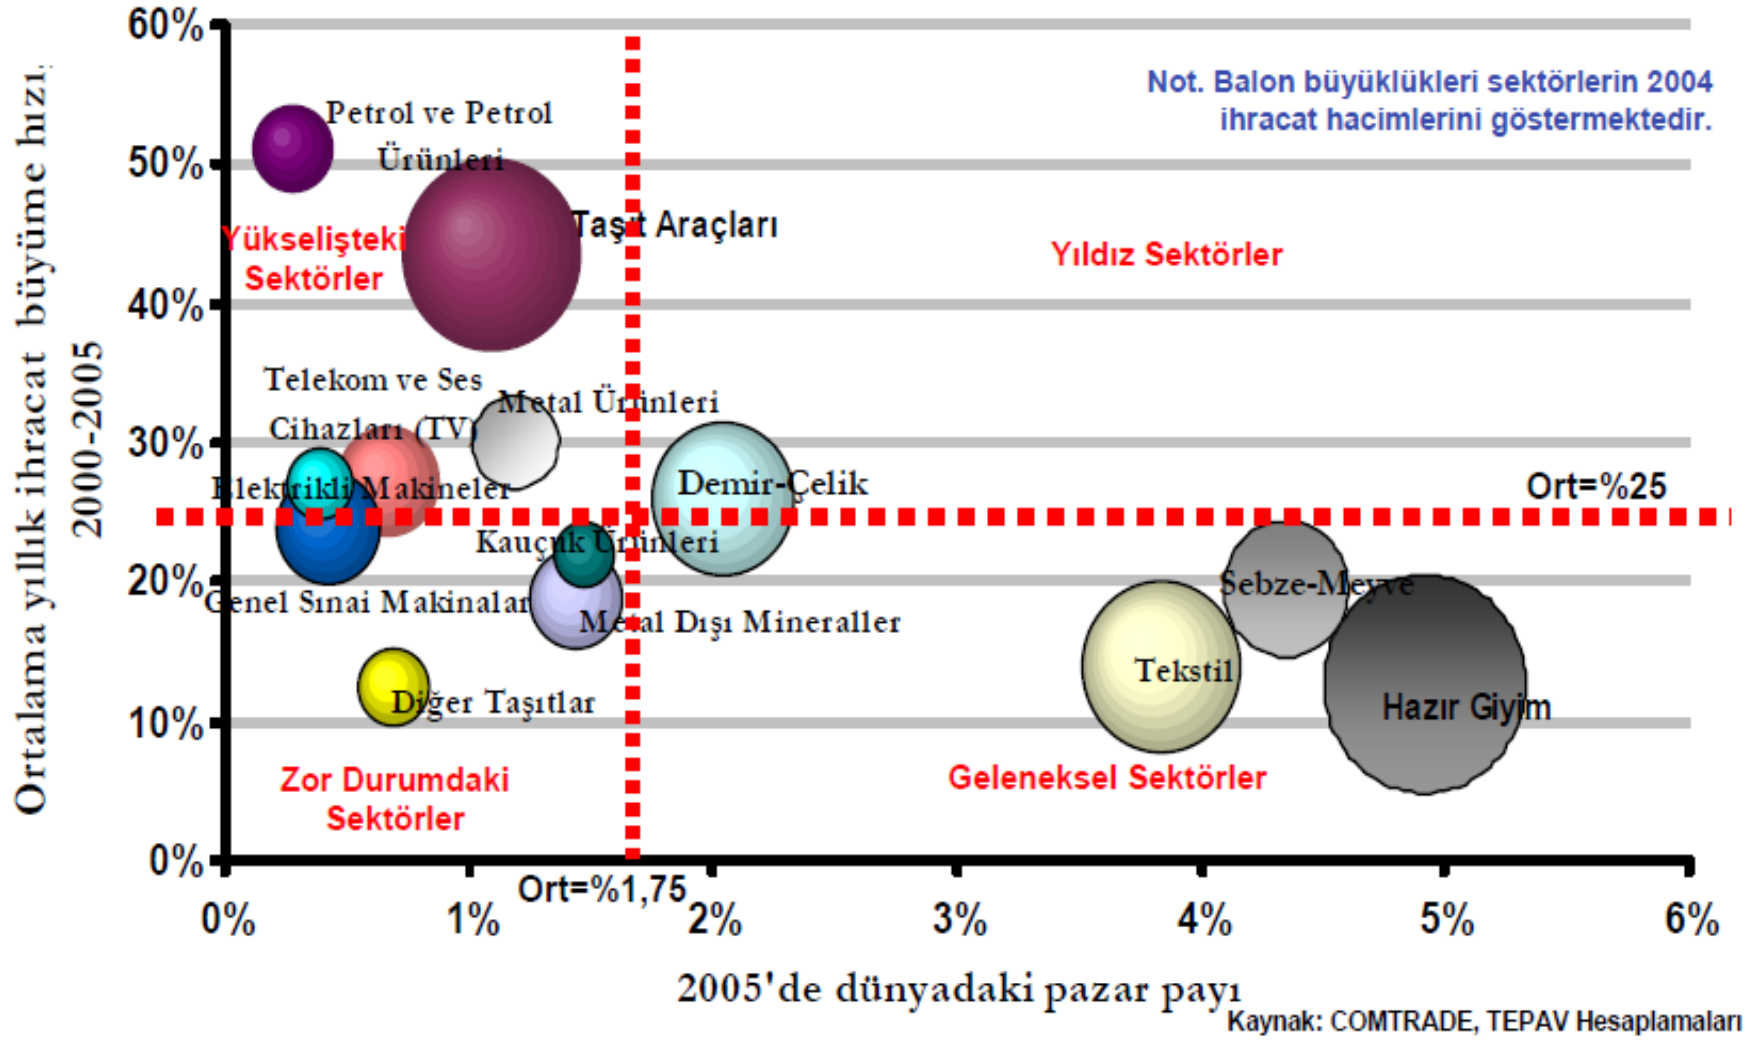 60%
Not. Balon büyüklükleri sektörlerin 2004
ihracat hacimlerini göstermektedir.
Ortalama yıllık ihracat büyüme hızı,
2000-2005
Petrol ve Petrol
Ürünleri
50%
Taşıt Araçları
Yükselişteki
Sektörler
Yıldız Sektörler
40%
Telekom ve Ses
Cihazları (TV)
Metal Ürünleri
30%
Elektrikli Makineler
Demir-Çelik
Ort=%25
Kauçuk Ürünleri
20%
Sebze-Meyve
Genel Sınai Makinalar
Metal Dışı Mineraller
Tekstil
Diğer Taşıtlar
Hazır Giyim
10%
Zor Durumdaki
Sektörler
Geleneksel Sektörler
0%
Ort=%1,75
0% 1% 2% 3% 4% 5% 6%
2005'de dünyadaki pazar payı
Kaynak: COMTRADE, TEPAV Hesaplamaları